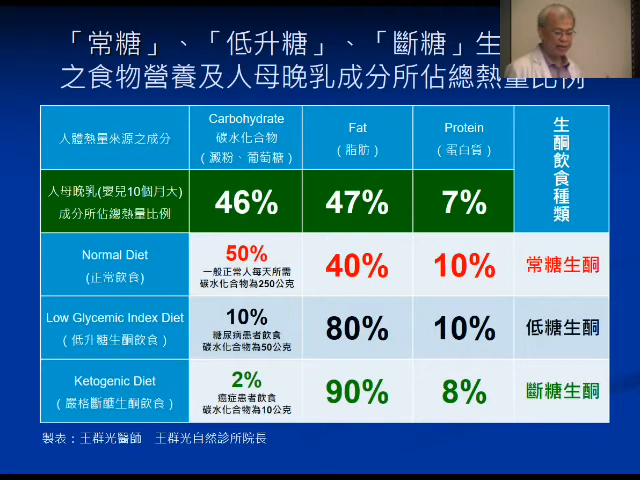 「常糖」、「低升糖」、「斷糖」生
之食物營養及人母晚乳成分所佔總熱量比例
人體熱量來源之成分
Carbohydrate
碳水化合物
(澱粉、葡萄糖)
Fat
(脂肪)
Protein
(蛋白質)
生酮飲食種類
人母晚乳(嬰兒10個月大)
成分所佔總熱量比例
46%
47%
7%
Normal Diet
(正常飲食)
50%
一般正常人每天所需
碳水化合物為250公克
40%
10%
常糖生酮
Low Glycemic Index Diet
(低升糖生酮飲食)
10%
糖尿病患者飲食
碳水化合物為50公克
80%
10%
低糖生酮
Ketogenic Diet
(嚴格斷醣生酮飲食)
2%
癌症患者飲食
碳水化合物為10公克
90%
8%
斷糖生酮
製表：王群光醫師 王群光自然診所院長